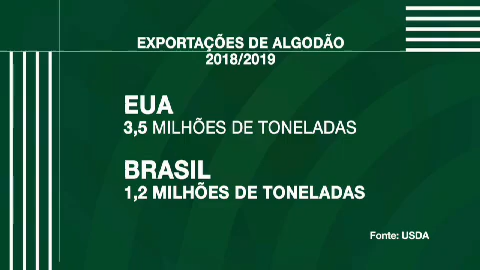 EXPORTAÇÕES DE ALGODÃO
2018/2019
EUA
3,5 MILHÕES DE TONELADAS
BRASIL
1,2 MILHÕES DE TONELADAS
Fonte: USDA